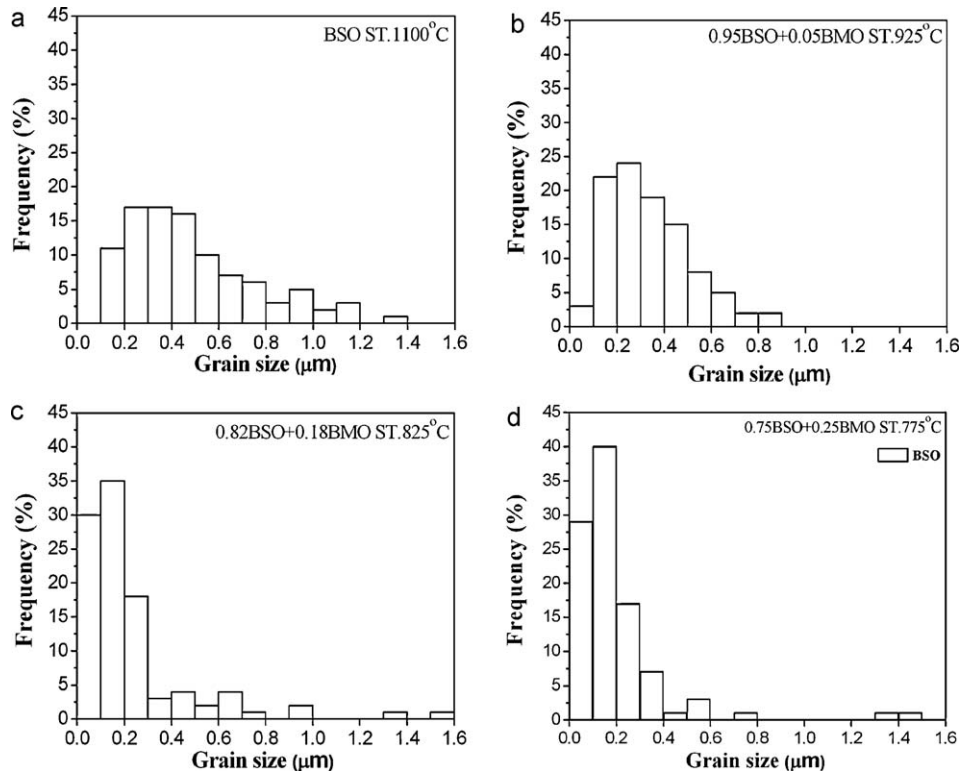 a
BSO ST.1100°C
Frequency (%)
45
40
35
30
25
20
15
10
5
0
0.0 0.2 0.4 0.6 0.8 1.0 1.2 1.4 1.6
Grain size (μm)
b
0.95BSO+0.05BMO ST.925°C
Frequency (%)
45
40
35
30
25
20
15
10
5
0
0.0 0.2 0.4 0.6 0.8 1.0 1.2 1.4 1.6
Grain size (μm)
c
0.82BSO+0.18BMO ST.825°C
Frequency (%)
45
40
35
30
25
20
15
10
5
0
0.0 0.2 0.4 0.6 0.8 1.0 1.2 1.4 1.6
Grain size (μm)
d
0.75BSO+0.25BMO ST.775°C
BSO
Frequency (%)
45
40
35
30
25
20
15
10
5
0
0.0 0.2 0.4 0.6 0.8 1.0 1.2 1.4 1.6
Grain size (μm)